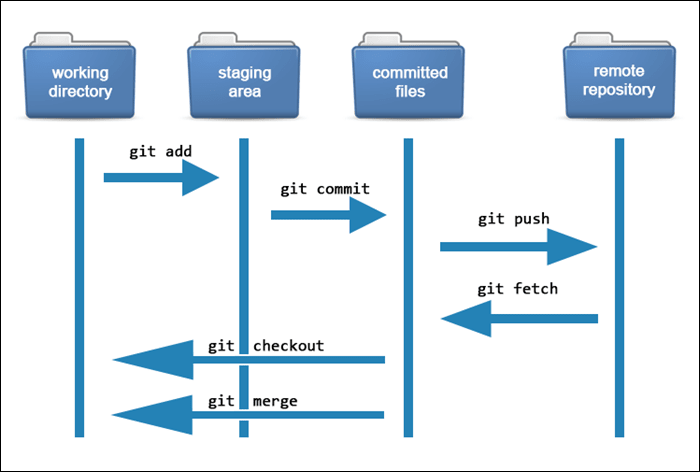 working
directory
staging
area
committed
files
remote
repository
git add
git commit
git push
git fetch
git checkout
git merge